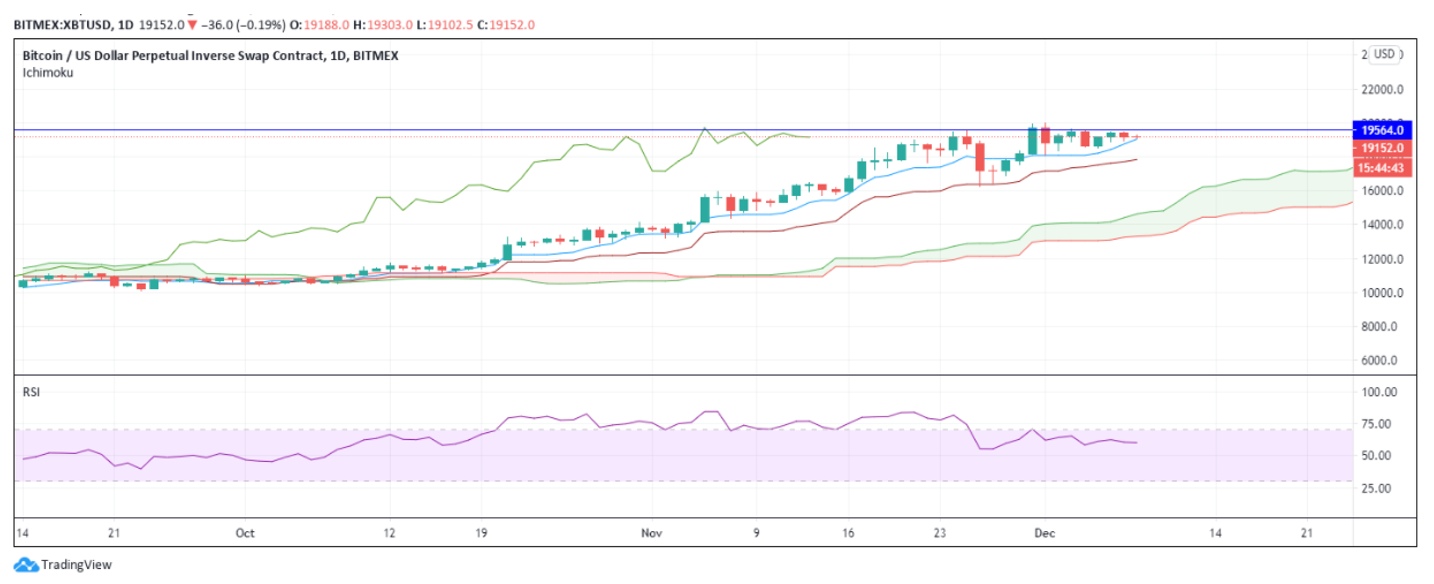 BITMEX:XBTUSD, 1D 19152.0 ▼ −36.0 (−0.19%) O:19188.0 H:19303.0 L:19102.5 C:19152.0
Bitcoin / US Dollar Perpetual Inverse Swap Contract, 1D, BITMEX
Ichimoku
USD
22000.0
19564.0
19152.0
15:44:43
16000.0
14000.0
12000.0
10000.0
8000.0
6000.0
RSI
100.00
75.00
50.00
25.00
14 21 Oct 12 19 Nov 9 16 23 Dec 14 21
TradingView